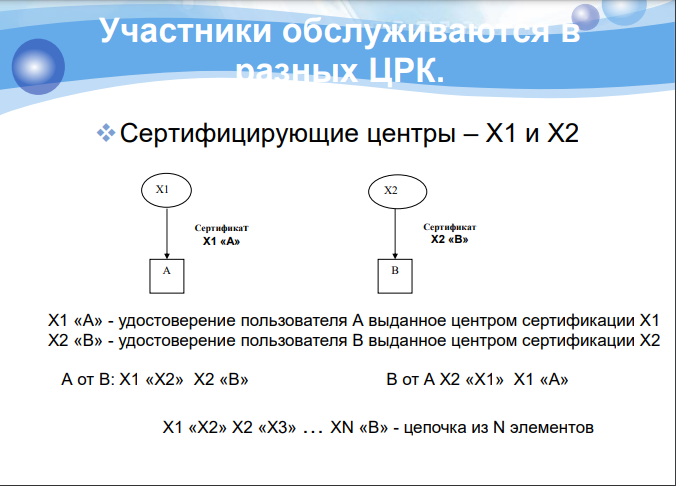 Участники обслуживаются в
разных ЦРК.
Сертифицирующие центры – X1 и X2
X1
X2
Сертификат
X1 «A»
Сертификат
X2 «B»
A
B
X1 «A» - удостоверение пользователя A выданное центром сертификации X1
X2 «B» - удостоверение пользователя B выданное центром сертификации X2
A от B: X1 «X2» X2 «B»
B от A X2 «X1» X1 «A»
X1 «X2» X2 «X3» … XN «B» - цепочка из N элементов